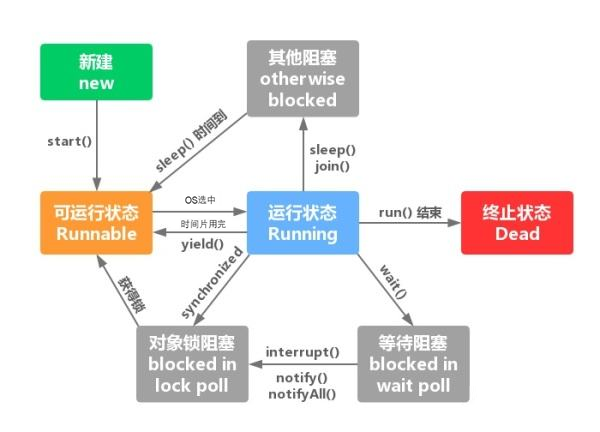 新建
new
其他阻塞
otherwise
blocked
start()
sleep() 时间到
sleep()
join()
可运行状态
Runnable
OS选中
时间片用完
yield()
运行状态
Running
run() 结束
终止状态
Dead
获得锁
synchronized
wait()
对象锁阻塞
blocked in
lock poll
interrupt()
notify()
notifyAll()
等待阻塞
blocked in
wait poll